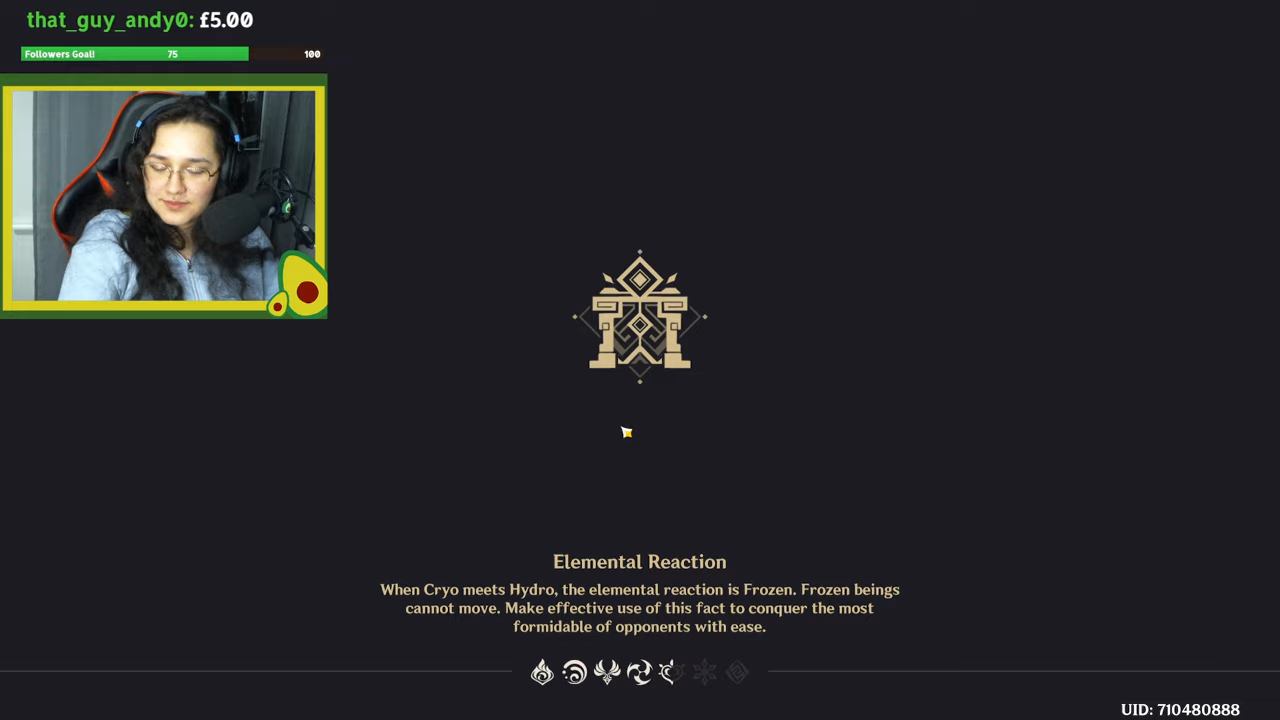 that_guy_andy0: £5.00
Followers Goal! 75 100
Elemental Reaction
When Cryo meets Hydro, the elemental reaction is Frozen. Frozen beings
cannot move. Make effective use of this fact to conquer the most
formidable of opponents with ease.
UID: 710480888